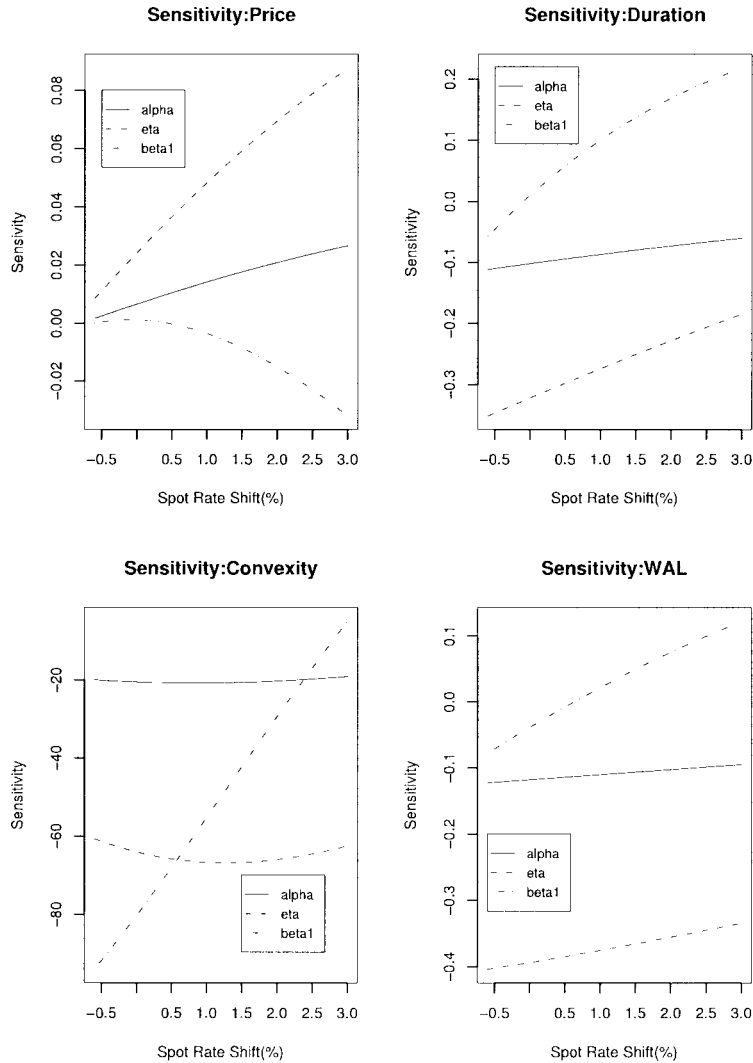 Sensitivity:Price
0.08
0.06
0.04
0.02
0.00
−0.02
Sensivity
alpha
eta
beta1
−0.5 0.5 1.0 1.5 2.0 2.5 3.0
Spot Rate Shift(%)
Sensitivity:Duration
0.2
0.1
0.0
−0.1
−0.2
−0.3
Sensitivity
alpha
eta
beta1
−0.5 0.5 1.0 1.5 2.0 2.5 3.0
Spot Rate Shift(%)
Sensitivity:Convexity
−20
−40
−60
−80
Sensitivity
alpha
eta
beta1
−0.5 0.5 1.0 1.5 2.0 2.5 3.0
Spot Rate Shift(%)
Sensitivity:WAL
0.1
0.0
−0.1
−0.2
−0.3
−0.4
Sensitivity
alpha
eta
beta1
−0.5 0.5 1.0 1.5 2.0 2.5 3.0
Spot Rate Shift(%)